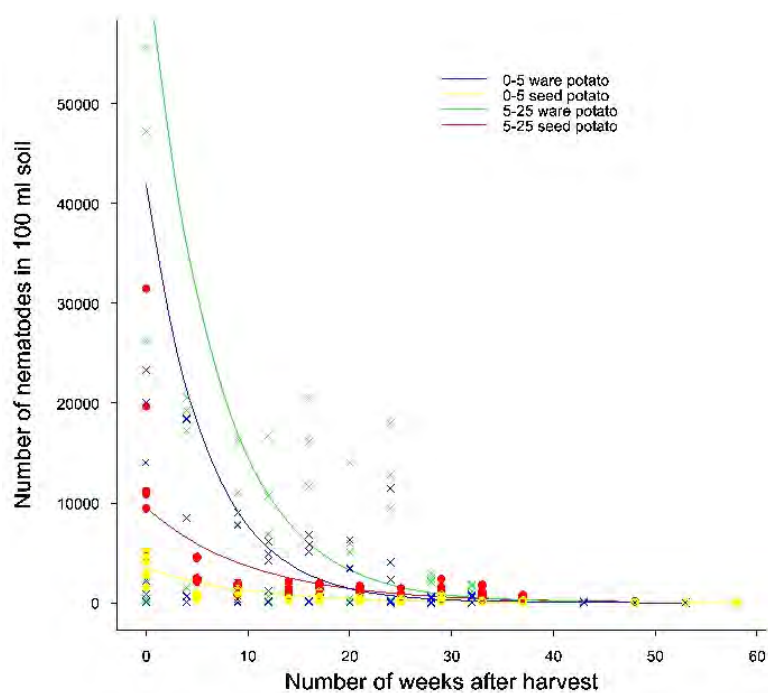 50000
40000
30000
20000
10000
0
Number of nematodes in 100 ml soil
0-5 ware potato
0-5 seed potato
5-25 ware potato
5-25 seed potato
0 10 20 30 40 50 60
Number of weeks after harvest